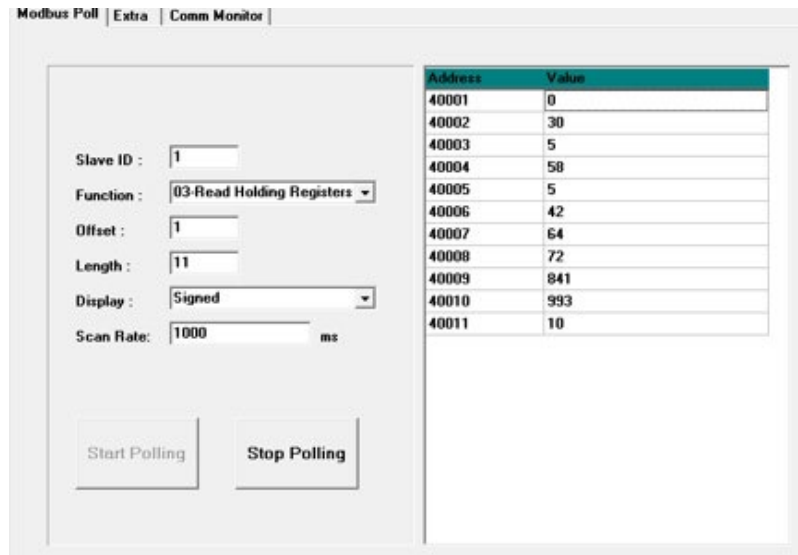 Modbus Poll Extra Comm Monitor
Slave ID : 1
Function : 03-Read Holding Registers
Offset : 1
Length : 11
Display : Signed
Scan Rate: 1000 ms
Start Polling Stop Polling
Address Value
40001 0
40002 30
40003 5
40004 58
40005 5
40006 42
40007 64
40008 72
40009 841
40010 993
40011 10